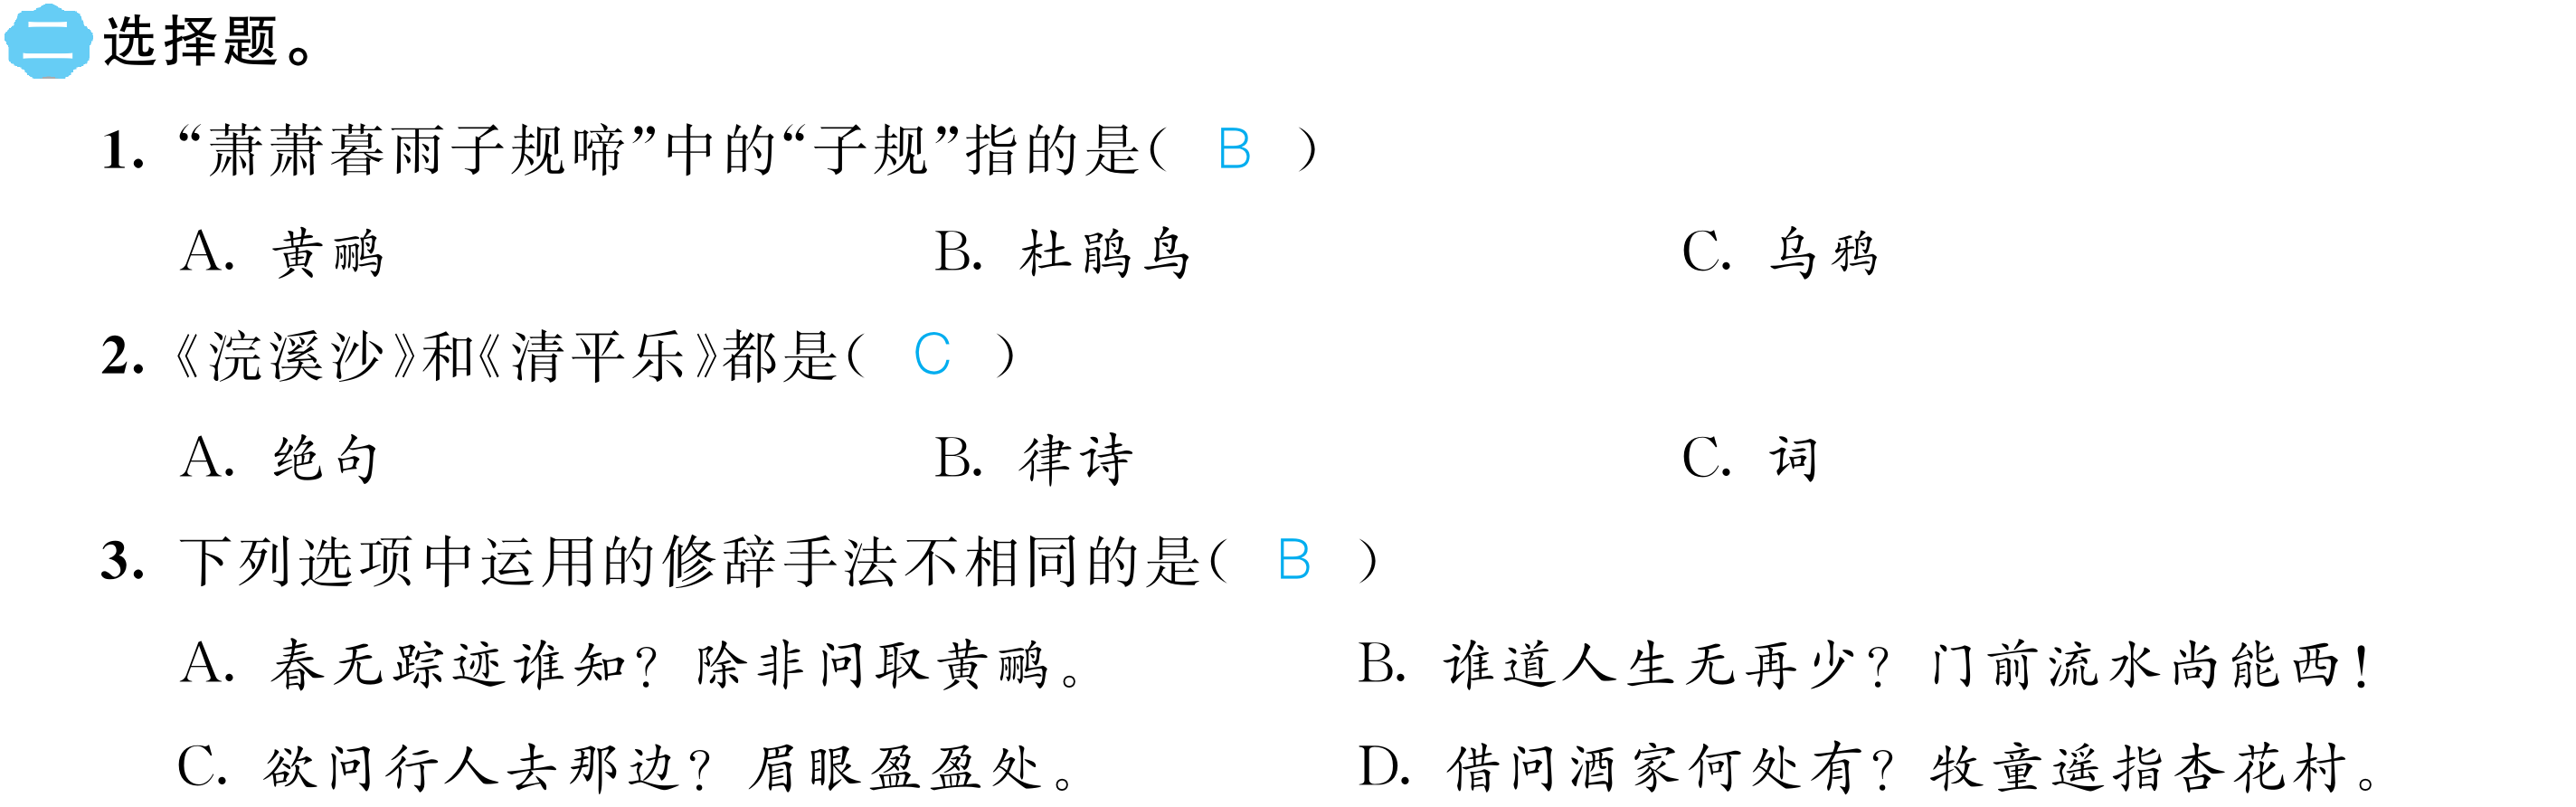 二 选择题。
1. “萧萧暮雨子规啼”中的“子规”指的是( B )
A. 黄鹂 B. 杜鹃鸟 C. 乌鸦
2. 《浣溪沙》和《清平乐》都是( C )
A. 绝句 B. 律诗 C. 词
3. 下列选项中运用的修辞手法不相同的是( B )
A. 春无踪迹谁知？除非问取黄鹂。 B. 谁道人生无再少？门前流水尚能西！
C. 欲问行人去那边？眉眼盈盈处。 D. 借问酒家何处有？牧童遥指杏花村。